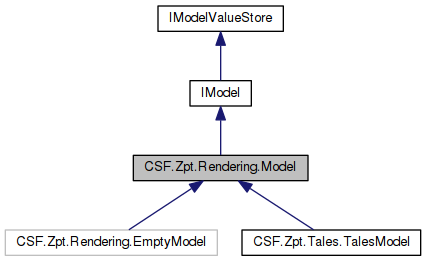 IModelValueStore
IModel
CSF.Zpt.Rendering.Model
CSF.Zpt.Rendering.EmptyModel
CSF.Zpt.Tales.TalesModel